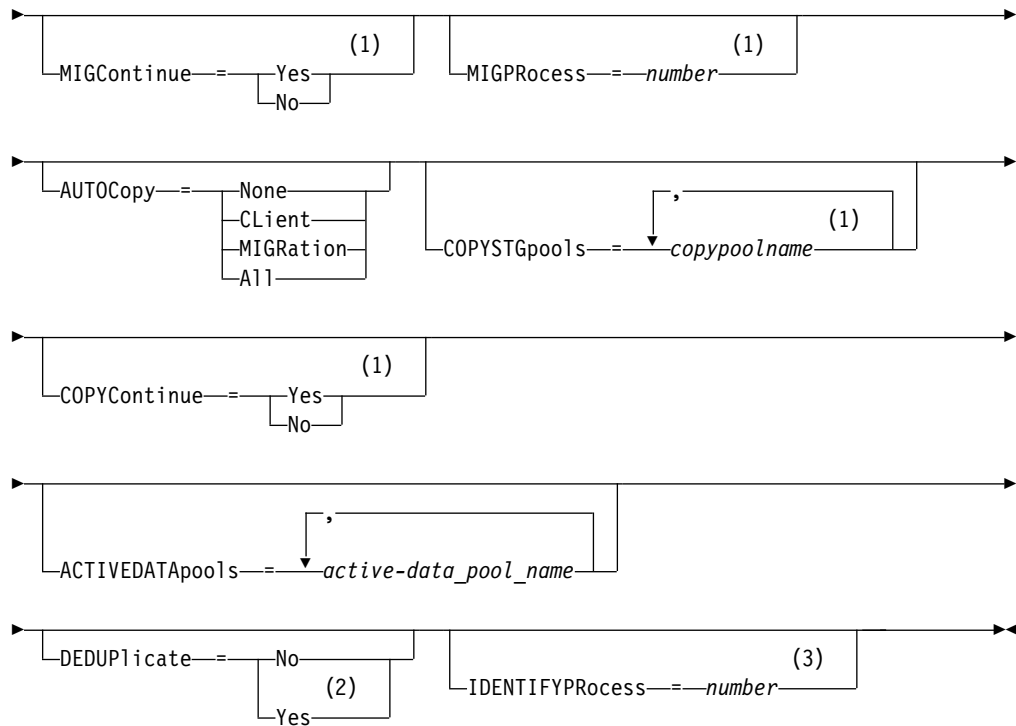 (1) (1)
MIGContinue = Yes MIGPRocess = number
No
AUTOCopy = None ,
CLient (1)
MIGRation COPYSTGpools = copypoolname
All
(1)
COPYContinue = Yes
No
,
ACTIVEDATApools = active-data_pool_name
DEDUPlicate = No (3)
(2) IDENTIFYPRocess = number
Yes